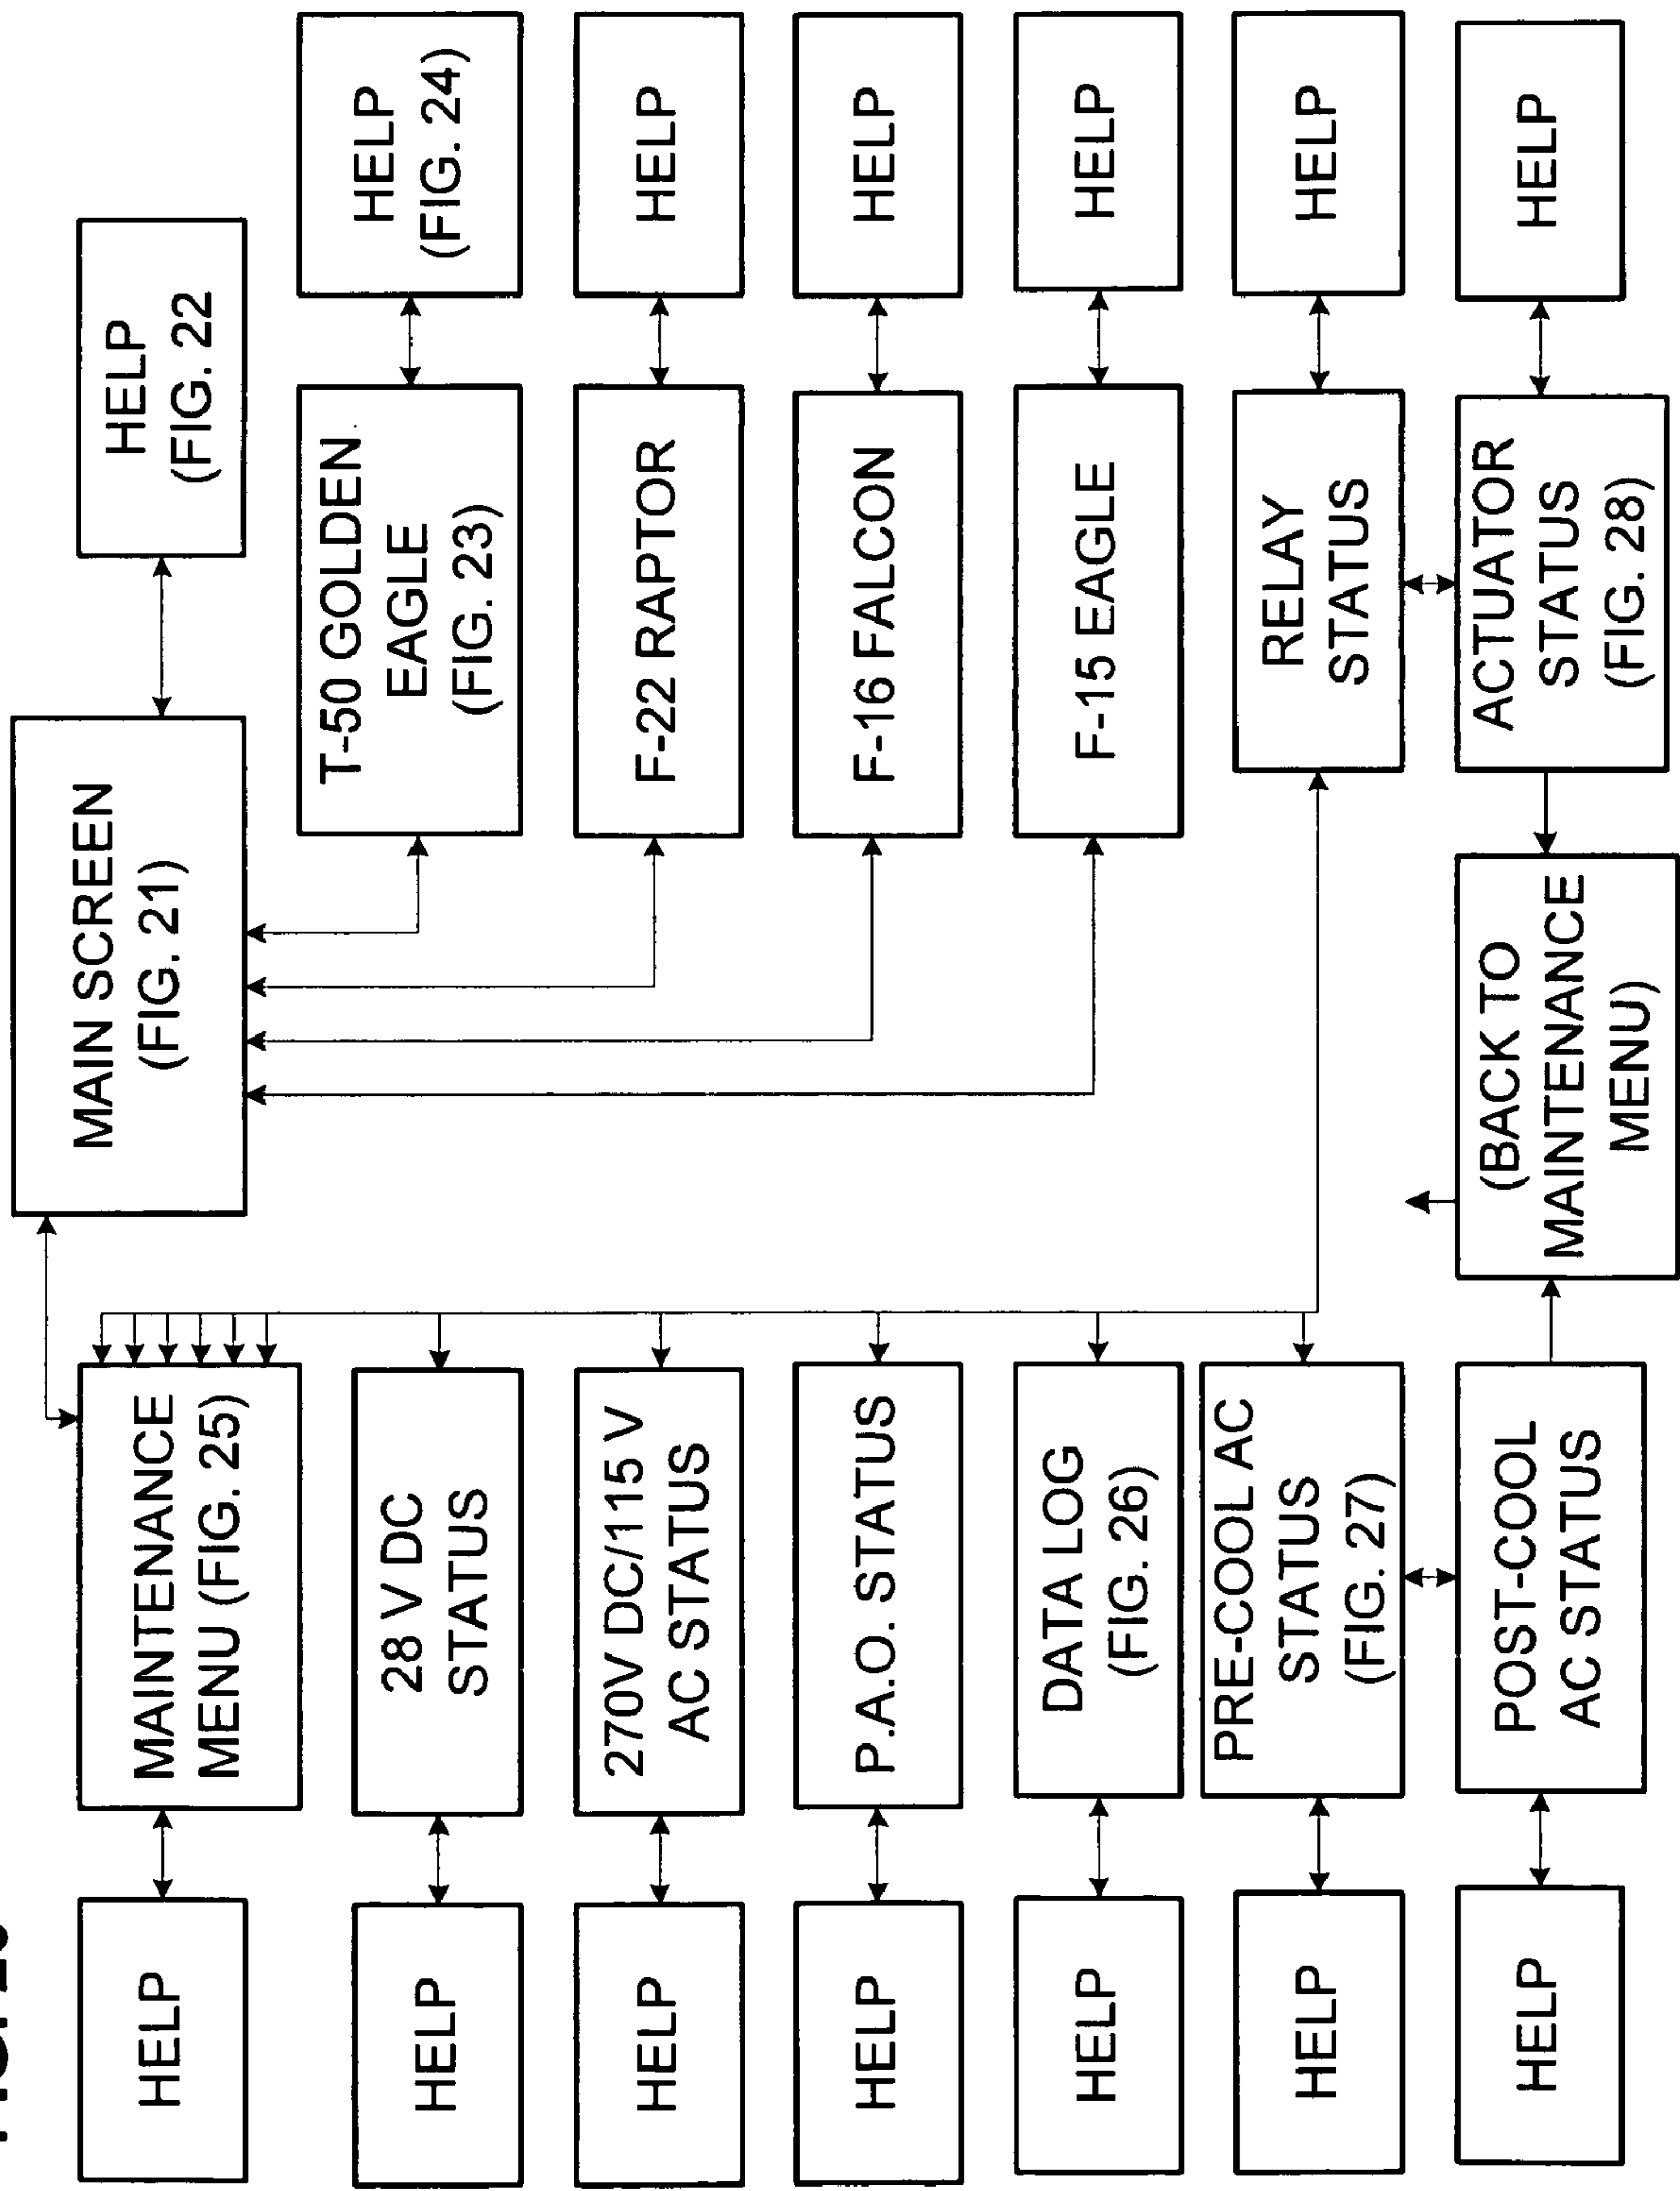 HELP
MAINTENANCE
MENU (FIG. 25)
MAIN SCREEN
(FIG. 21)
HELP
(FIG. 22
HELP
28 V DC
STATUS
T-50 GOLDEN
EAGLE
(FIG. 23)
HELP
(FIG. 24)
HELP
270V DC/115 V
AC STATUS
F-22 RAPTOR
HELP
HELP
P.A.O. STATUS
F-16 FALCON
HELP
HELP
DATA LOG
(FIG. 26)
F-15 EAGLE
HELP
HELP
PRE-COOL AC
STATUS
(FIG. 27)
RELAY
STATUS
HELP
HELP
POST-COOL
AC STATUS
(BACK TO
MAINTENANCE
MENU)
ACTUATOR
STATUS
(FIG. 28)
HELP